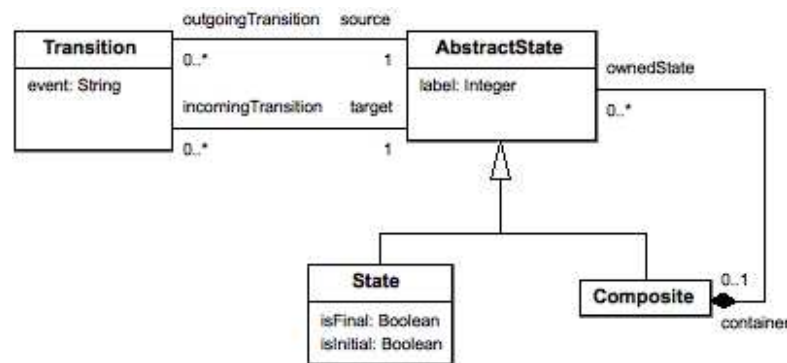 outgoingTransition source
Transition
AbstractState
0..* 1
ownedState
event: String
label: Integer
incomingTransition target
0..*
0..* 1
State
0..1
Composite
isFinal: Boolean
container
isInitial: Boolean